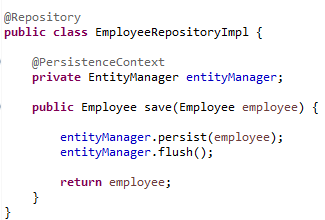 @Repository
public class EmployeeRepositoryImpl {
@PersistenceContext
private EntityManager entityManager;
public Employee save(Employee employee) {
entityManager.persist(employee);
entityManager.flush();
return employee;
}
}